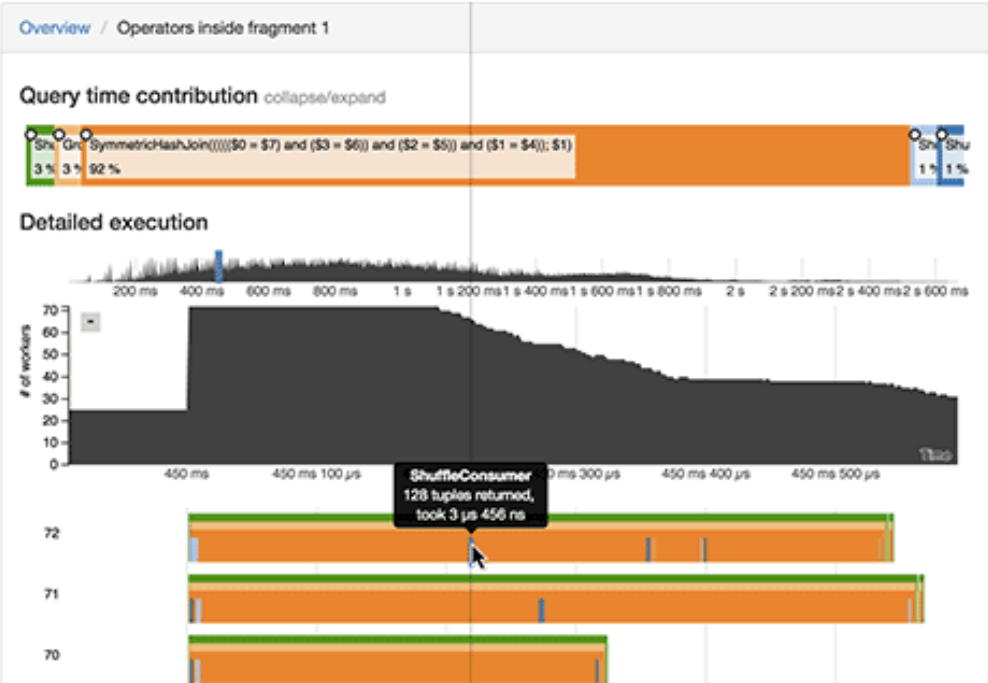 Overview / Operators inside fragment 1
Query time contribution collapse/expand
Shu Gro SymmetricHashJoin(((((($0 = $7) and ($3 = $6)) and ($2 = $5)) and ($1 = $4)); $1) Shu Shu
3 % 3 % 92 % 1 % 1 %
Detailed execution
200 ms 400 ms 600 ms 800 ms 1 s 1 s 200 ms 1 s 400 ms 1 s 600 ms 1 s 800 ms 2 s 2 s 200 ms 2 s 400 ms 2 s 600 ms
# of workers
70
-
60
50
40
30
20
10
Time
0
450 ms 450 ms 100 µs ms 300 µs 450 ms 400 µs 450 ms 500 µs
ShuffleConsumer
128 tuples returned,
took 3 µs 456 ns
72
71
70